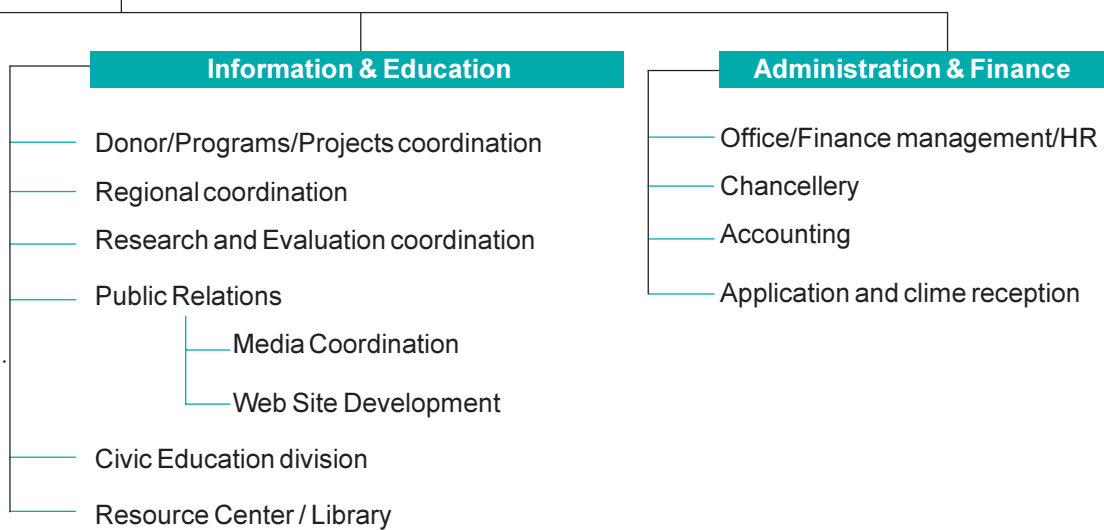 Information & Education
Donor/Programs/Projects coordination
Regional coordination
Research and Evaluation coordination
Public Relations
Media Coordination
Web Site Development
Civic Education division
Resource Center / Library
Administration & Finance
Office/Finance management/HR
Chancellery
Accounting
Application and clime reception